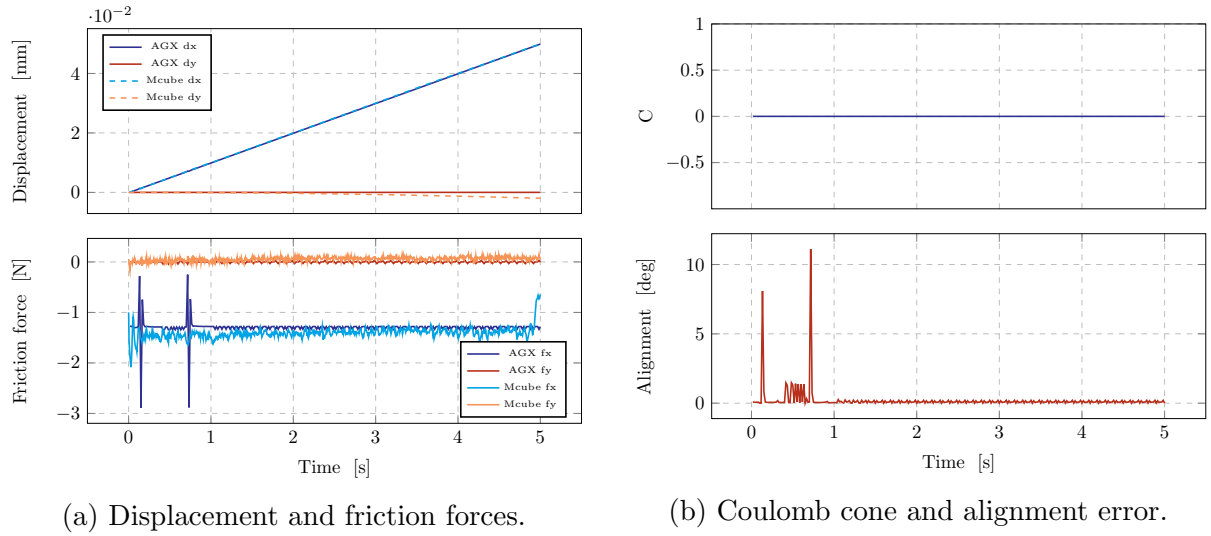 ·10⁻²
Displacement [mm]
4
2
0
AGX dx
AGX dy
Mcube dx
Mcube dy
Friction force [N]
0
−1
−2
−3
AGX fx
AGX fy
Mcube fx
Mcube fy
0 1 2 3 4 5
Time [s]
(a) Displacement and friction forces.
C
1
0.5
0
−0.5
Alignment [deg]
10
5
0
0 1 2 3 4 5
Time [s]
(b) Coulomb cone and alignment error.